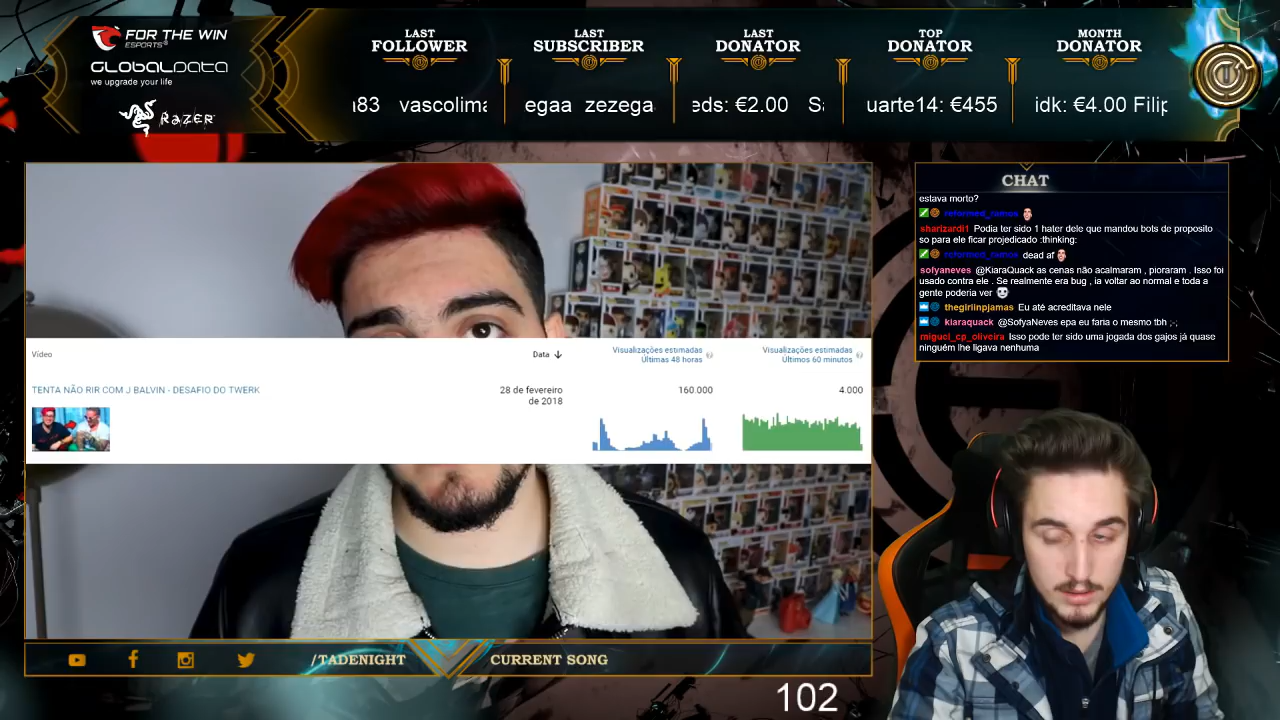 FOR THE WIN
ESPORTS
GLOBALDATA
we upgrade your life
RAZER
LAST
FOLLOWER
LAST
SUBSCRIBER
LAST
DONATOR
TOP
DONATOR
MONTH
DONATOR
83 vascolima
egaa zezega
eds: €2.00
uarte14: €455
idk: €4.00 Filip
CHAT
estava morto?
reformed_ramos
sharizardi1 Podia ter sido 1 hater dele que mandou bots de proposito
so para ele ficar projedicado :thinking:
reformed_ramos dead af
sofyaneves @KiaraQuack as cenas não acalmaram , pioraram . Isso foi
usado contra ele . Se realmente era bug , ia voltar ao normal e toda a
gente poderia ver
thegirlinpjamas Eu até acreditava nele
kiaraquack @SofyaNeves epa eu faria o mesmo tbh ;-;
miguel_cp_oliveira Isso pode ter sido uma jogada dos gajos já quase
ninguém lhe ligava nenhuma
Vídeo
Data ↓
Visualizações estimadas
Últimas 48 horas
Visualizações estimadas
Últimos 60 minutos
TENTA NÃO RIR COM J BALVIN - DESAFIO DO TWERK
28 de fevereiro
de 2018
160.000
4.000
/TADENIGHT
CURRENT SONG
102